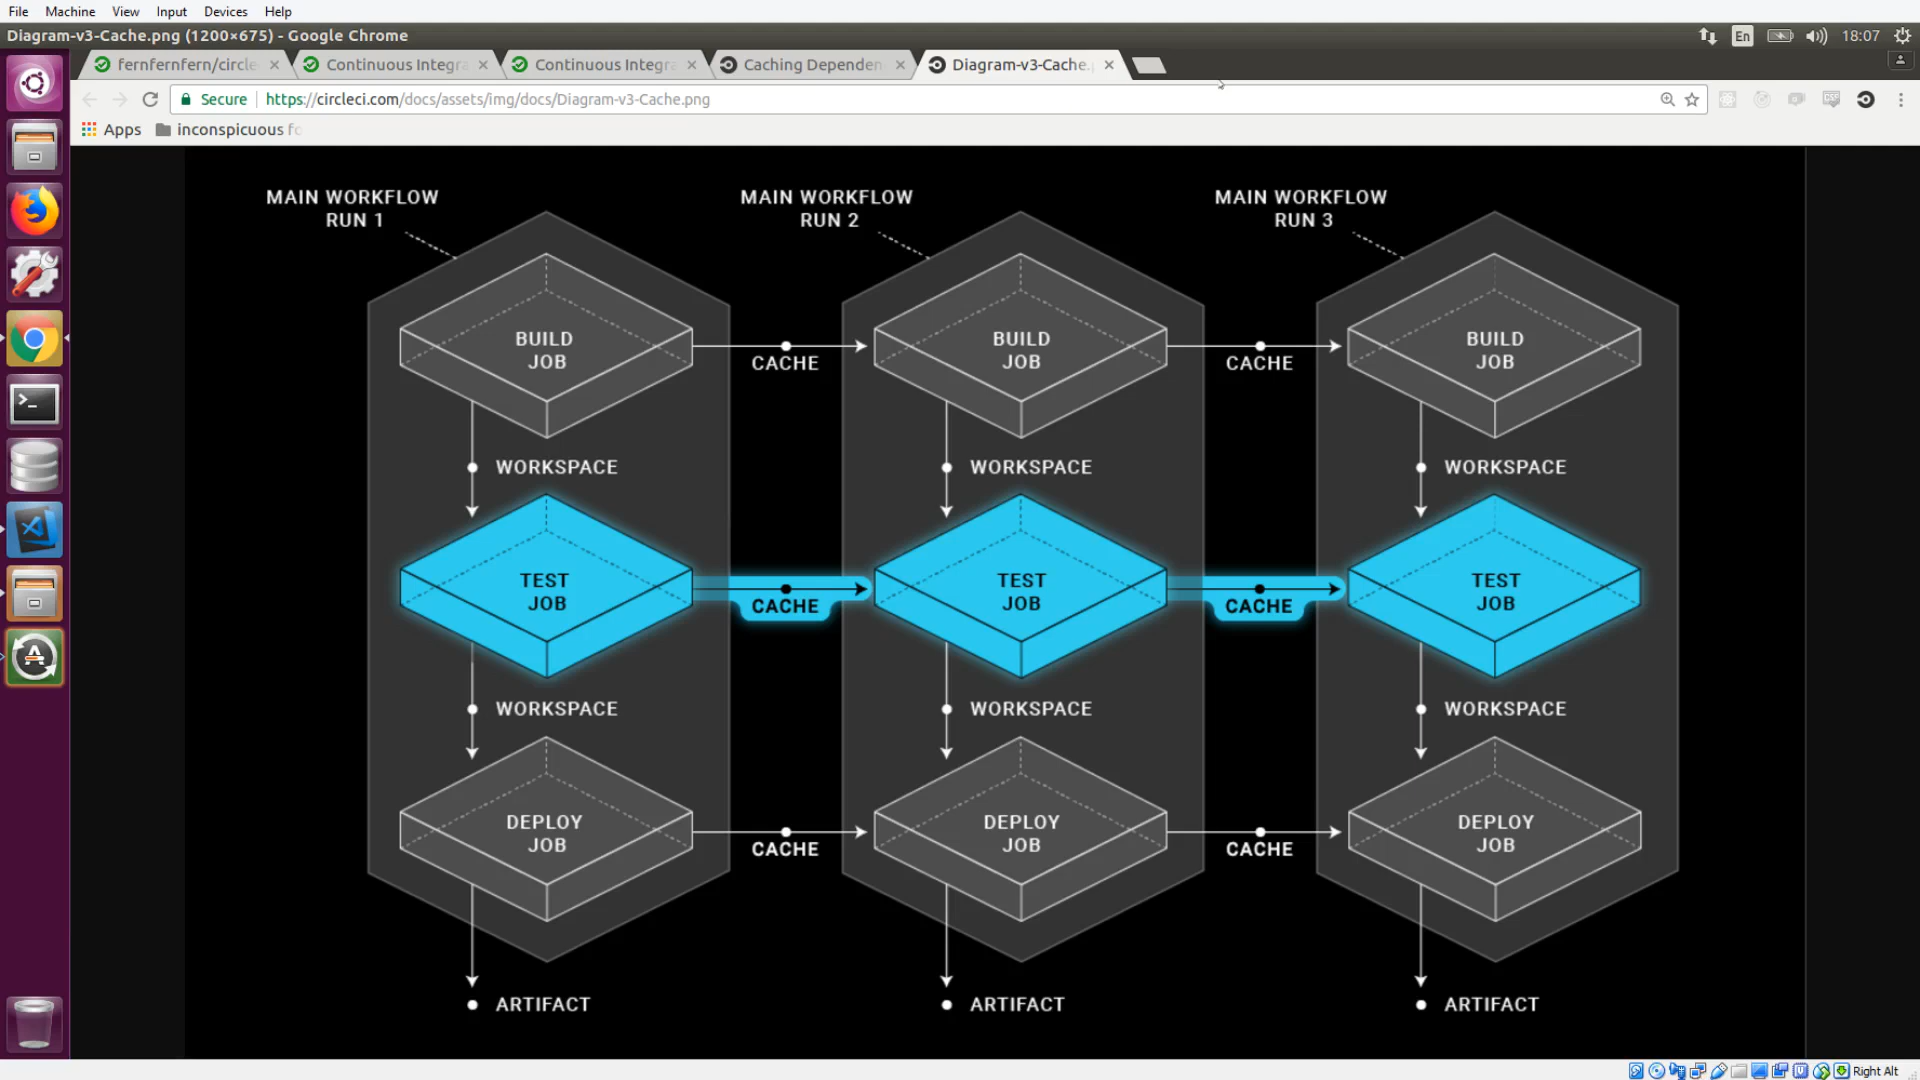 File Machine View Input Devices Help
Diagram-v3-Cache.png (1200×675) - Google Chrome
En
18:07
fernfernfern/circle
Continuous Integra
Continuous Integra
Caching Dependen
Diagram-v3-Cache.p
Secure
https://circleci.com/docs/assets/img/docs/Diagram-v3-Cache.png
Apps
inconspicuous fo
MAIN WORKFLOW
RUN 1
MAIN WORKFLOW
RUN 2
MAIN WORKFLOW
RUN 3
BUILD
JOB
CACHE
BUILD
JOB
CACHE
BUILD
JOB
WORKSPACE
WORKSPACE
WORKSPACE
TEST
JOB
CACHE
TEST
JOB
CACHE
TEST
JOB
WORKSPACE
WORKSPACE
WORKSPACE
DEPLOY
JOB
CACHE
DEPLOY
JOB
CACHE
DEPLOY
JOB
ARTIFACT
ARTIFACT
ARTIFACT
Right Alt